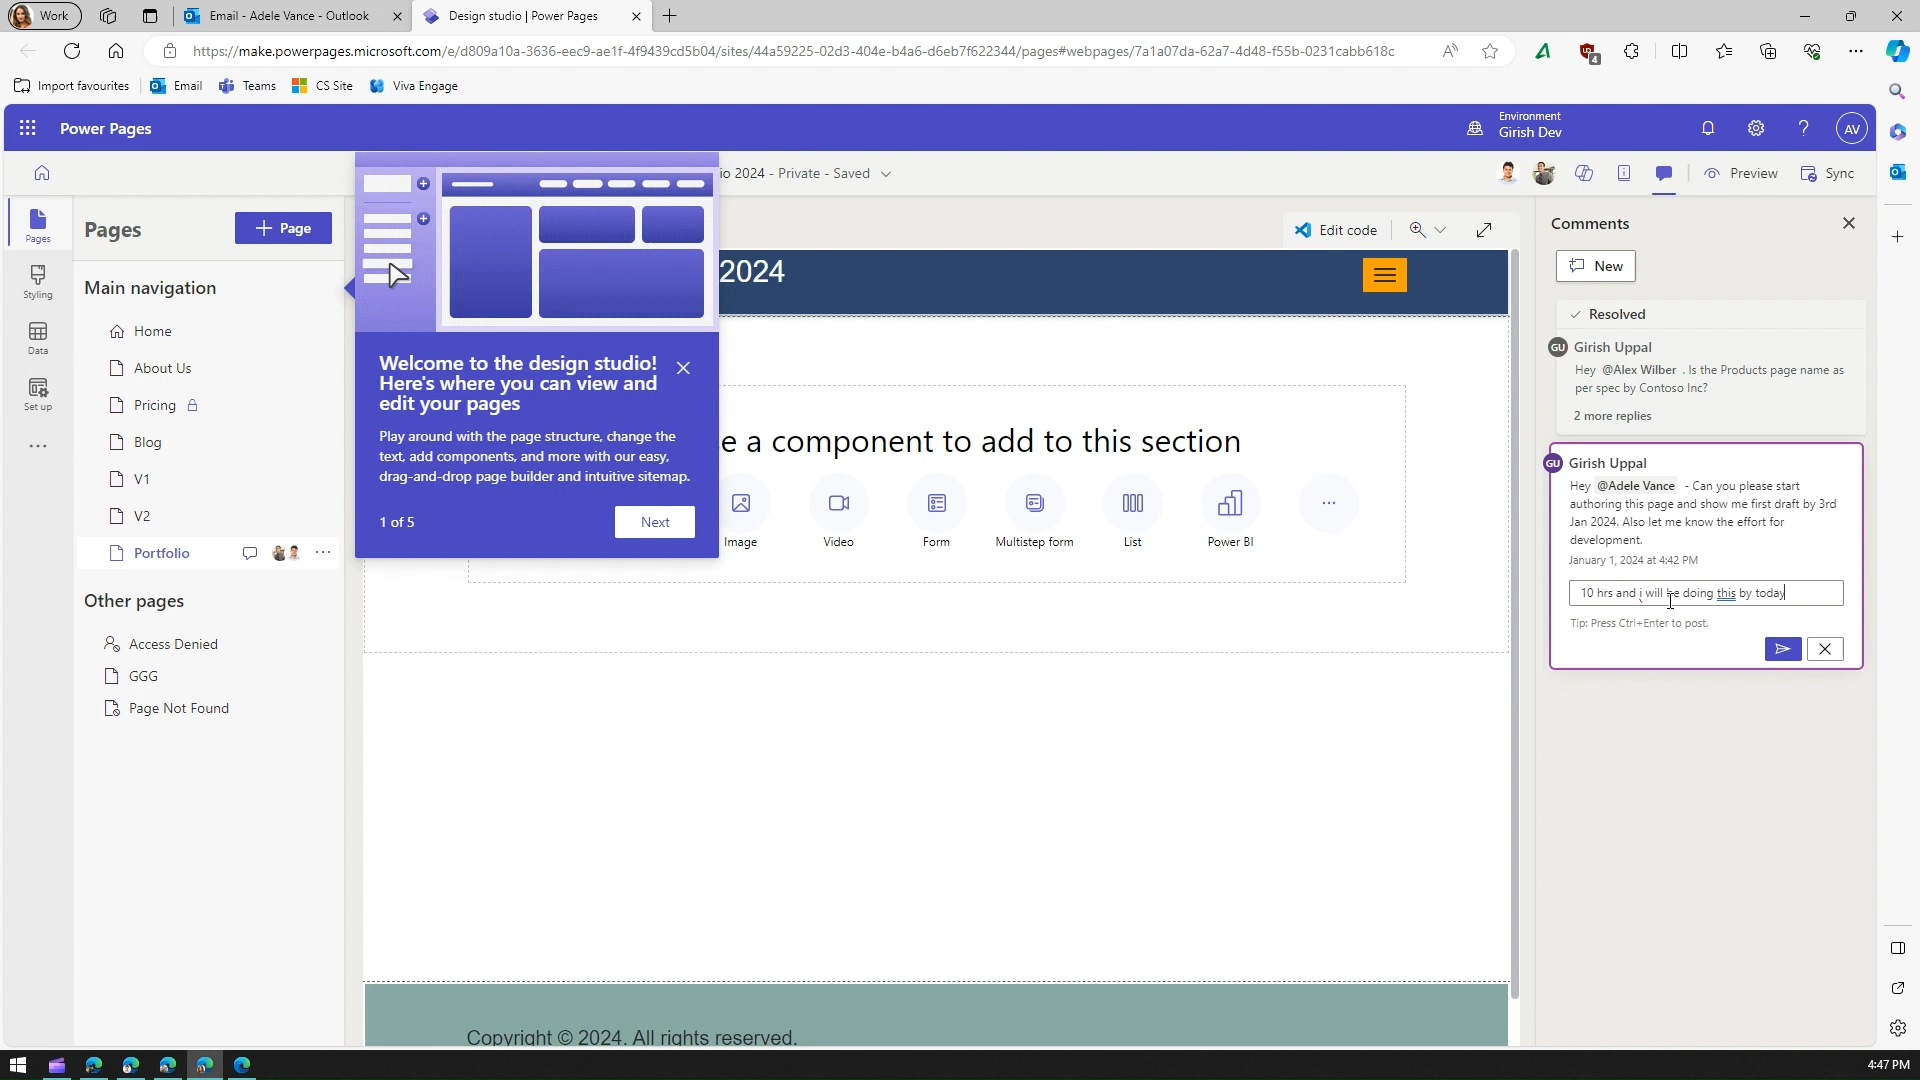 Work
Email - Adele Vance - Outlook
Design studio | Power Pages
https://make.powerpages.microsoft.com/e/d809a10a-3636-eec9-ae1f-4f9439cd5b04/sites/44a59225-02d3-404e-b4a6-d6eb7f622344/pages#webpages/7a1a07da-62a7-4d48-f55b-0231cabb618c
4
Import favourites
Email
Teams
CS Site
Viva Engage
Power Pages
Environment
Girish Dev
AV
io 2024 - Private - Saved
Preview
Sync
Pages
Styling
Data
Set up
Pages
Page
Main navigation
Home
About Us
Pricing
Blog
V1
V2
Portfolio
Other pages
Access Denied
GGG
Page Not Found
Welcome to the design studio!
Here's where you can view and
edit your pages
Play around with the page structure, change the
text, add components, and more with our easy,
drag-and-drop page builder and intuitive sitemap.
1 of 5
Next
Edit code
2024
e a component to add to this section
Image
Video
Form
Multistep form
List
Power BI
Copyright © 2024. All rights reserved.
Comments
New
Resolved
GU
Girish Uppal
Hey @Alex Wilber . Is the Products page name as
per spec by Contoso Inc?
2 more replies
GU
Girish Uppal
Hey @Adele Vance - Can you please start
authoring this page and show me first draft by 3rd
Jan 2024. Also let me know the effort for
development.
January 1, 2024 at 4:42 PM
10 hrs and i will be doing this by today
Tip: Press Ctrl+Enter to post.
4:47 PM